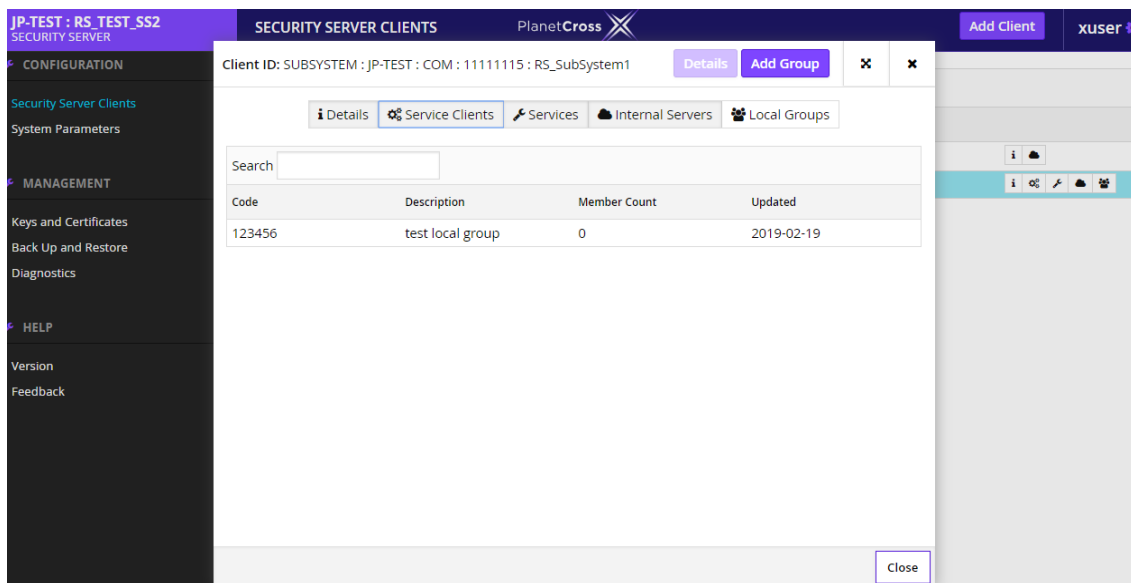 JP-TEST : RS_TEST_SS2
SECURITY SERVER
SECURITY SERVER CLIENTS
PlanetCross
Add Client
xuser
CONFIGURATION
Security Server Clients
System Parameters
MANAGEMENT
Keys and Certificates
Back Up and Restore
Diagnostics
HELP
Version
Feedback
Client ID: SUBSYSTEM : JP-TEST : COM : 11111115 : RS_SubSystem1
Details
Add Group
Details
Service Clients
Services
Internal Servers
Local Groups
Search
Code Description Member Count Updated
123456 test local group 0 2019-02-19
Close